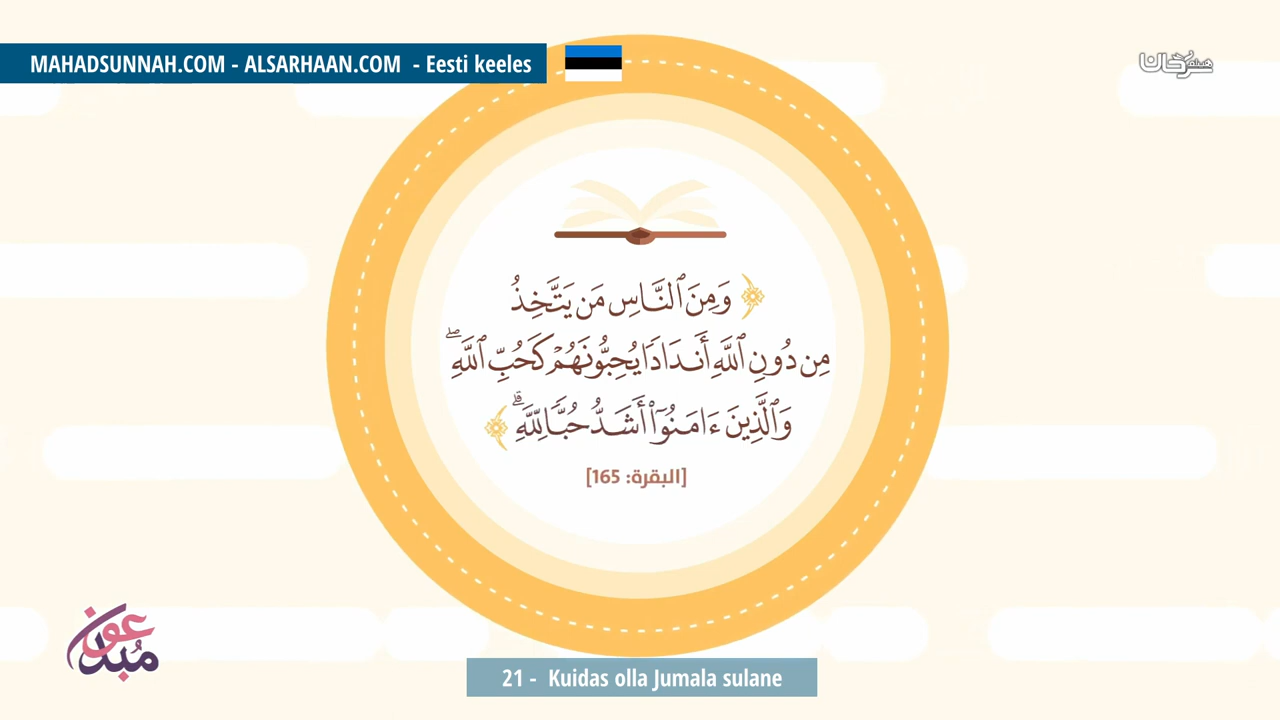 MAHADSUNNAH.COM - ALSARHAAN.COM - Eesti keeles
﴿ وَمِنَ ٱلنَّاسِ مَن يَتَّخِذُ
مِن دُونِ ٱللَّهِ أَندَادًا يُحِبُّونَهُمْ كَحُبِّ ٱللَّهِ ۖ
وَٱلَّذِينَ ءَامَنُوٓا۟ أَشَدُّ حُبًّا لِّلَّهِ ۗ ﴾
[البقرة: 165]
مبدعون
21 - Kuidas olla Jumala sulane